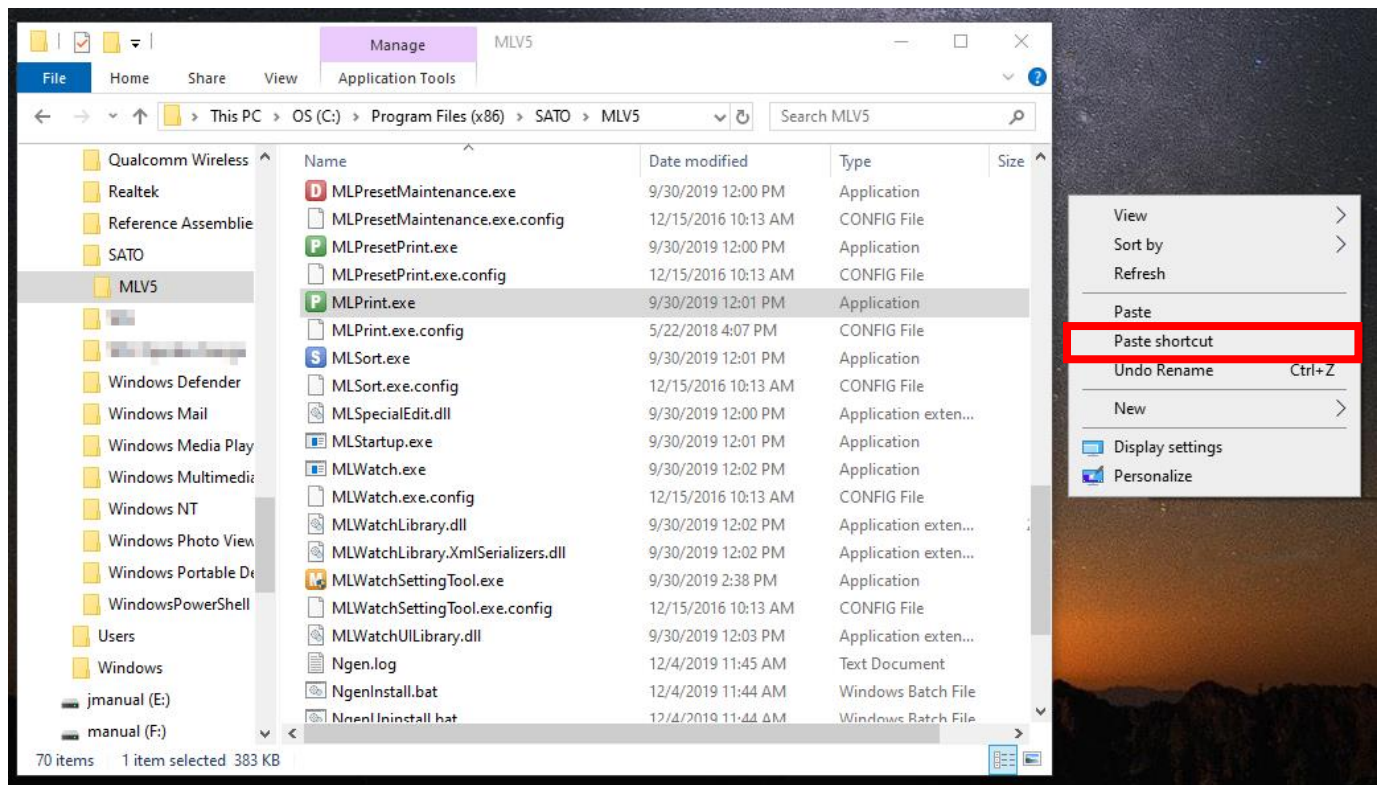 Manage MLV5
File Home Share View Application Tools
This PC > OS (C:) > Program Files (x86) > SATO > MLV5 Search MLV5
Qualcomm Wireless
Realtek
Reference Assemblie
SATO
MLV5
Windows Defender
Windows Mail
Windows Media Play
Windows Multimedia
Windows NT
Windows Photo View
Windows Portable De
WindowsPowerShell
Users
Windows
jmanual (E:)
manual (F:)
Name Date modified Type Size
MLPresetMaintenance.exe 9/30/2019 12:00 PM Application
MLPresetMaintenance.exe.config 12/15/2016 10:13 AM CONFIG File
MLPresetPrint.exe 9/30/2019 12:00 PM Application
MLPresetPrint.exe.config 12/15/2016 10:13 AM CONFIG File
MLPrint.exe 9/30/2019 12:01 PM Application
MLPrint.exe.config 5/22/2018 4:07 PM CONFIG File
MLSort.exe 9/30/2019 12:01 PM Application
MLSort.exe.config 12/15/2016 10:13 AM CONFIG File
MLSpecialEdit.dll 9/30/2019 12:00 PM Application exten...
MLStartup.exe 9/30/2019 12:01 PM Application
MLWatch.exe 9/30/2019 12:02 PM Application
MLWatch.exe.config 12/15/2016 10:13 AM CONFIG File
MLWatchLibrary.dll 9/30/2019 12:02 PM Application exten...
MLWatchLibrary.XmlSerializers.dll 9/30/2019 12:02 PM Application exten...
MLWatchSettingTool.exe 9/30/2019 2:38 PM Application
MLWatchSettingTool.exe.config 12/15/2016 10:13 AM CONFIG File
MLWatchUILibrary.dll 9/30/2019 12:03 PM Application exten...
Ngen.log 12/4/2019 11:45 AM Text Document
NgenInstall.bat 12/4/2019 11:44 AM Windows Batch File
NgenUninstall.bat 12/4/2019 11:44 AM Windows Batch File
70 items 1 item selected 383 KB
View
Sort by
Refresh
Paste
Paste shortcut
Undo Rename Ctrl+Z
New
Display settings
Personalize